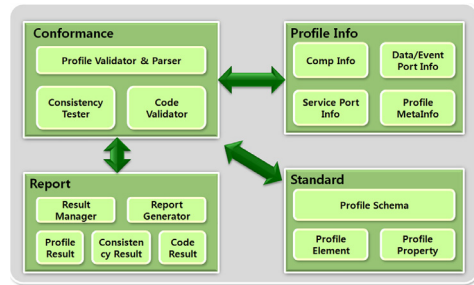 Conformance
Profile Validator & Parser
Consistency
Tester
Code
Validator
Profile Info
Comp Info
Data/Event
Port Info
Service Port
Info
Profile
MetaInfo
Report
Result
Manager
Report
Generator
Profile
Result
Consisten
cy Result
Code
Result
Standard
Profile Schema
Profile
Element
Profile
Property